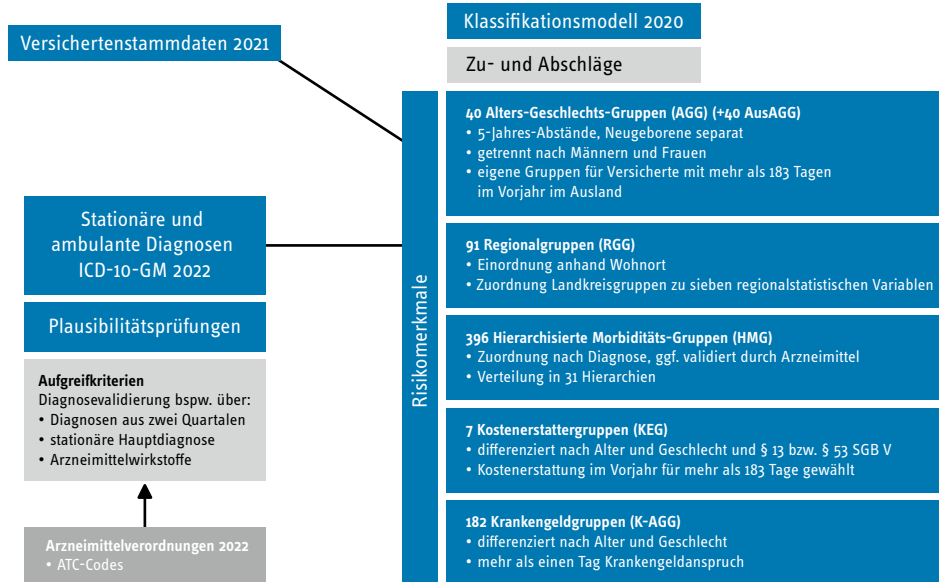 Versichertenstammdaten 2021
Stationäre und
ambulante Diagnosen
ICD-10-GM 2022
Plausibilitätsprüfungen
Aufgreifkriterien
Diagnosevalidierung bspw. über:
• Diagnosen aus zwei Quartalen
• stationäre Hauptdiagnose
• Arzneimittelwirkstoffe
Arzneimittelverordnungen 2022
• ATC-Codes
Risikomerkmale
Klassifikationsmodell 2020
Zu- und Abschläge
40 Alters-Geschlechts-Gruppen (AGG) (+40 AusAGG)
• 5-Jahres-Abstände, Neugeborene separat
• getrennt nach Männern und Frauen
• eigene Gruppen für Versicherte mit mehr als 183 Tagen
im Vorjahr im Ausland
91 Regionalgruppen (RGG)
• Einordnung anhand Wohnort
• Zuordnung Landkreisgruppen zu sieben regionalstatistischen Variablen
396 Hierarchisierte Morbiditäts-Gruppen (HMG)
• Zuordnung nach Diagnose, ggf. validiert durch Arzneimittel
• Verteilung in 31 Hierarchien
7 Kostenerstattergruppen (KEG)
• differenziert nach Alter und Geschlecht und § 13 bzw. § 53 SGB V
• Kostenerstattung im Vorjahr für mehr als 183 Tage gewählt
182 Krankengeldgruppen (K-AGG)
• differenziert nach Alter und Geschlecht
• mehr als einen Tag Krankengeldanspruch